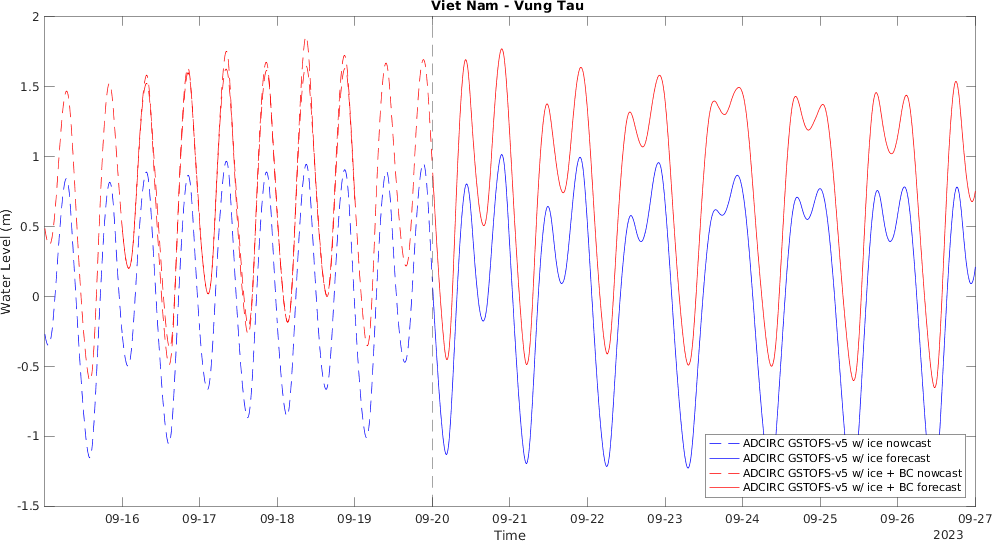 Viet Nam - Vung Tau
2
1.5
1
0.5
0
-0.5
-1
-1.5
Water Level (m)
ADCIRC GSTOFS-v5 w/ ice nowcast
ADCIRC GSTOFS-v5 w/ ice forecast
ADCIRC GSTOFS-v5 w/ ice + BC nowcast
ADCIRC GSTOFS-v5 w/ ice + BC forecast
09-16 09-17 09-18 09-19 09-20 09-21 09-22 09-23 09-24 09-25 09-26 09-27
Time
2023